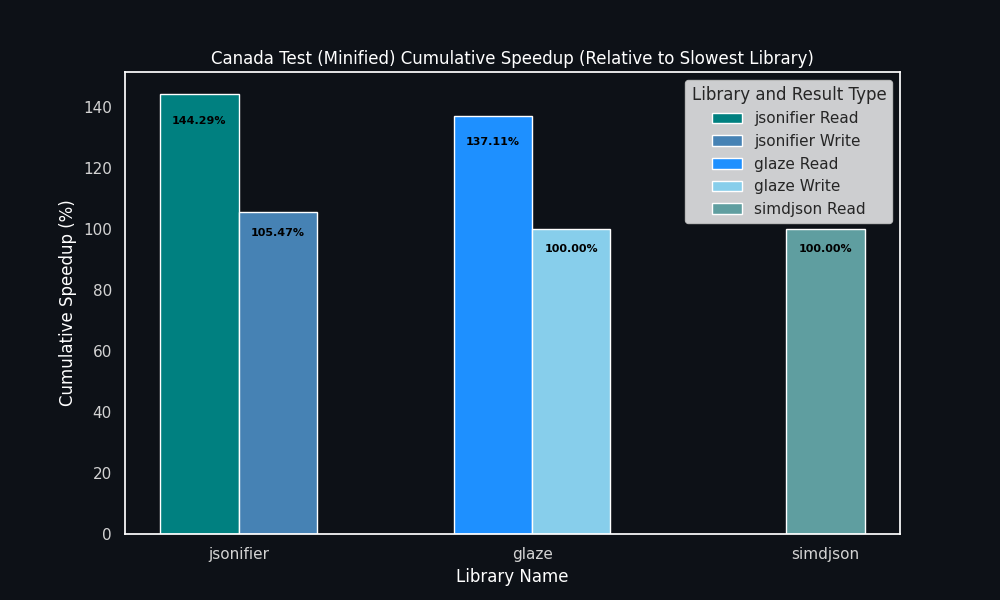 Canada Test (Minified) Cumulative Speedup (Relative to Slowest Library)
Library and Result Type
jsonifier Read
jsonifier Write
glaze Read
glaze Write
simdjson Read
Cumulative Speedup (%)
140
120
100
80
60
40
20
0
144.29%
105.47%
137.11%
100.00%
100.00%
jsonifier
glaze
simdjson
Library Name